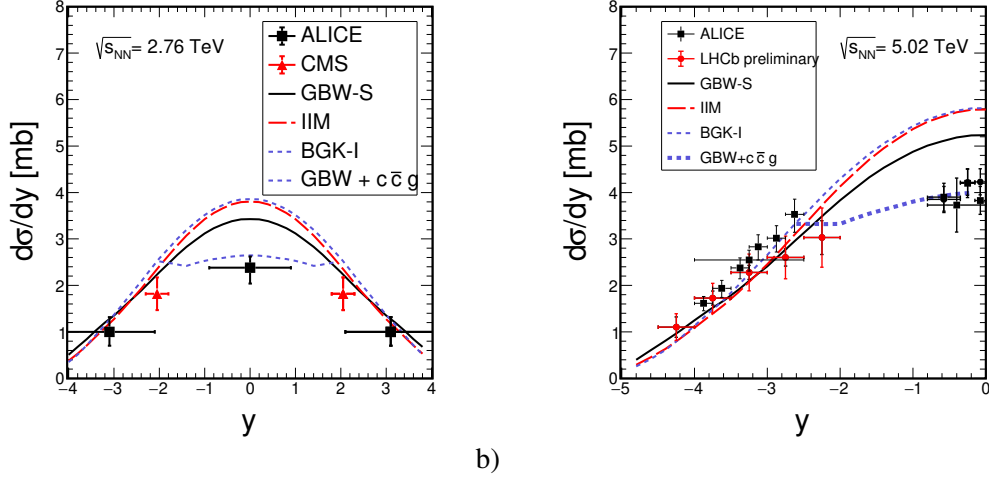 √s_NN = 2.76 TeV
ALICE
CMS
GBW-S
IIM
BGK-I
GBW + c c̄ g
dσ/dy [mb]
8
7
6
5
4
3
2
1
0
−4 −3 −2 −1 0 1 2 3 4
y
√s_NN = 5.02 TeV
ALICE
LHCb preliminary
GBW-S
IIM
BGK-I
GBW+c c̄ g
dσ/dy [mb]
8
7
6
5
4
3
2
1
0
−5 −4 −3 −2 −1 0
y
b)